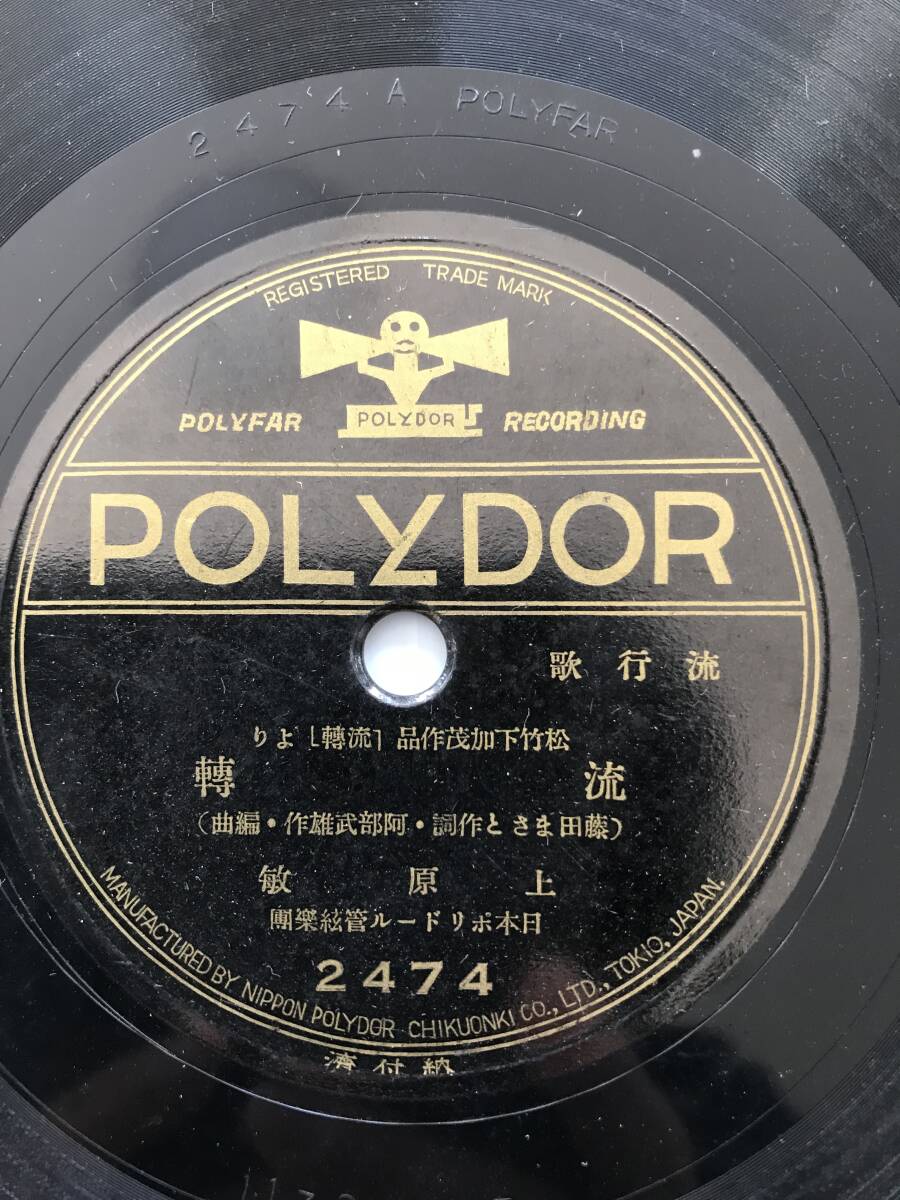 2474 A POLYFAR
REGISTERED TRADE MARK
POLYDOR
POLYFAR RECORDING
POLYDOR
流行歌
松竹下加茂作品「流轉」より
流轉
(藤田まさと作詞・阿部武雄作・編曲)
上原敏
日本ポリドール管絃樂團
2474
MANUFACTURED BY NIPPON POLYDOR CHIKUONKI CO., LTD., TOKIO, JAPAN.
納付濟